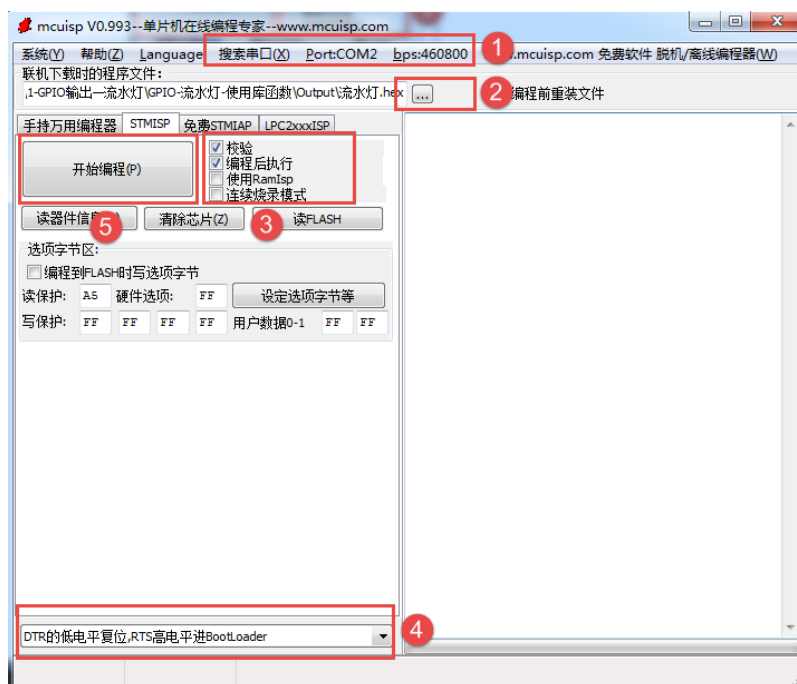 mcuisp V0.993--单片机在线编程专家--www.mcuisp.com
系统(Y) 帮助(Z) Language 搜索串口(X) Port:COM2 bps:460800 1 .mcuisp.com 免费软件 脱机/离线编程器(W)
联机下载时的程序文件:
1-GPIO输出—流水灯\GPIO-流水灯-使用库函数\Output\流水灯.hex ... 2 编程前重装文件
手持万用编程器 STMISP 免费STMIAP LPC2xxxISP
开始编程(P)
校验
编程后执行
使用RamIsp
连续烧录模式
读器件信 5 ) 清除芯片(Z) 3 读FLASH
选项字节区:
编程到FLASH时写选项字节
读保护: A5 硬件选项: FF 设定选项字节等
写保护: FF FF FF FF 用户数据0-1 FF FF
DTR的低电平复位,RTS高电平进BootLoader 4